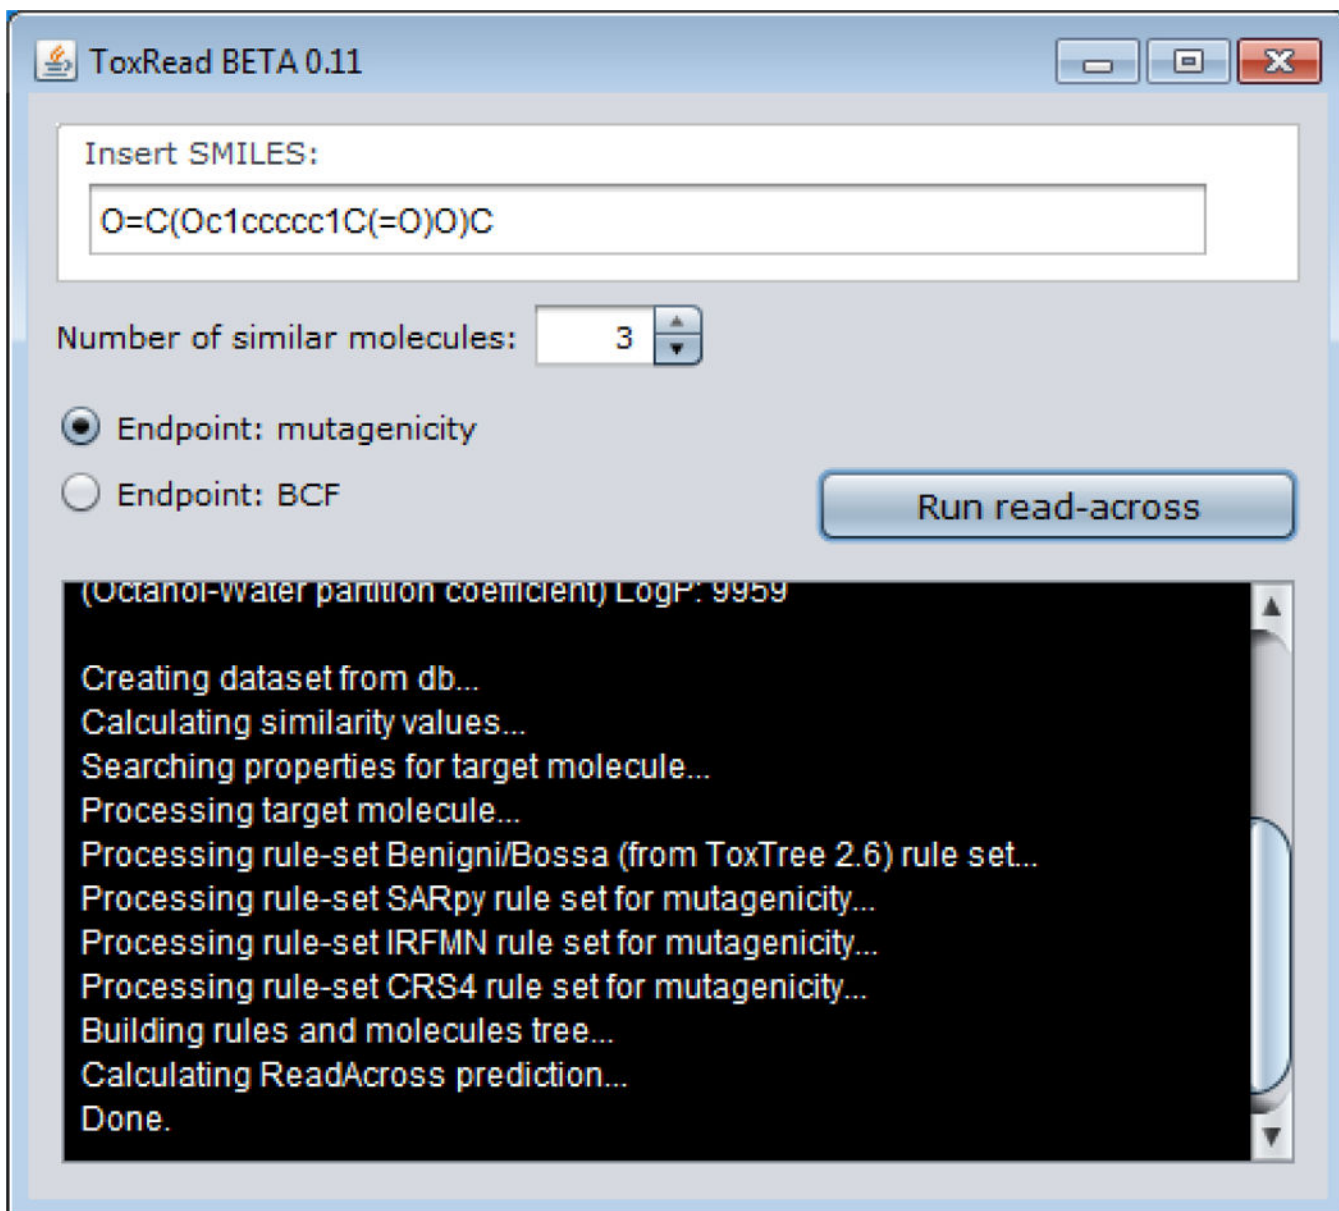 ToxRead BETA 0.11
Insert SMILES:
O=C(Oc1ccccc1C(=O)O)C
Number of similar molecules: 3
Endpoint: mutagenicity
Endpoint: BCF
Run read-across
(Octanol-Water partition coefficient) LogP: 9959
Creating dataset from db...
Calculating similarity values...
Searching properties for target molecule...
Processing target molecule...
Processing rule-set Benigni/Bossa (from ToxTree 2.6) rule set...
Processing rule-set SARpy rule set for mutagenicity...
Processing rule-set IRFMN rule set for mutagenicity...
Processing rule-set CRS4 rule set for mutagenicity...
Building rules and molecules tree...
Calculating ReadAcross prediction...
Done.